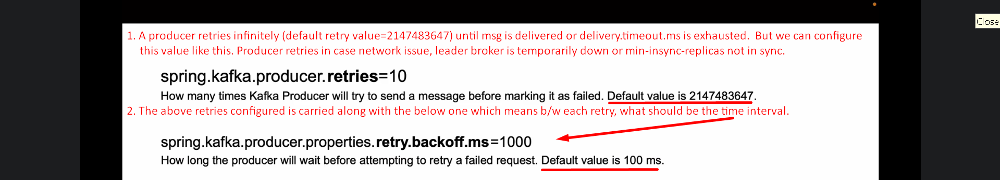 Close
1. A producer retries infinitely (default retry value=2147483647) until msg is delivered or delivery.timeout.ms is exhausted.  But we can configure
this value like this. Producer retries in case network issue, leader broker is temporarily down or min-insync-replicas not in sync.
spring.kafka.producer.retries=10
How many times Kafka Producer will try to send a message before marking it as failed. Default value is 2147483647.
2. The above retries configured is carried along with the below one which means b/w each retry, what should be the time interval.
spring.kafka.producer.properties.retry.backoff.ms=1000
How long the producer will wait before attempting to retry a failed request. Default value is 100 ms.